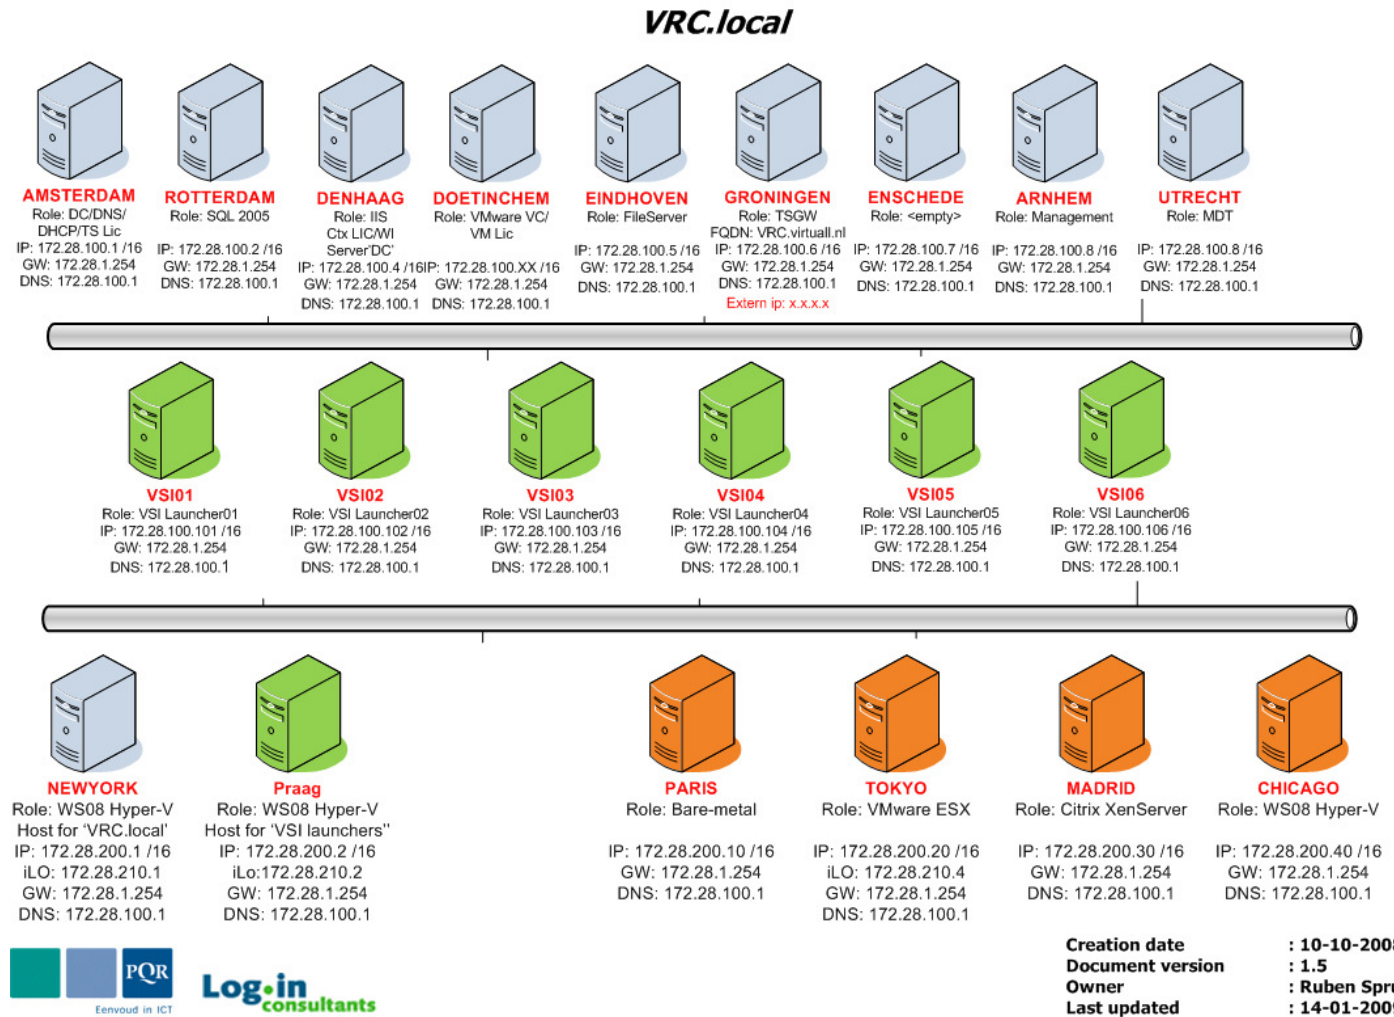 VRC.local
AMSTERDAM
Role: DC/DNS/
DHCP/TS Lic
IP: 172.28.100.1 /16
GW: 172.28.1.254
DNS: 172.28.100.1
ROTTERDAM
Role: SQL 2005
IP: 172.28.100.2 /16
GW: 172.28.1.254
DNS: 172.28.100.1
DENHAAG
Role: IIS
Ctx LIC/WI
Server'DC'
IP: 172.28.100.4 /16
GW: 172.28.1.254
DNS: 172.28.100.1
DOETINCHEM
Role: VMware VC/
VM Lic
IP: 172.28.100.XX /16
GW: 172.28.1.254
DNS: 172.28.100.1
EINDHOVEN
Role: FileServer
IP: 172.28.100.5 /16
GW: 172.28.1.254
DNS: 172.28.100.1
GRONINGEN
Role: TSGW
FQDN: VRC.virtuall.nl
IP: 172.28.100.6 /16
GW: 172.28.1.254
DNS: 172.28.100.1
Extern ip: x.x.x.x
ENSCHEDE
Role: <empty>
IP: 172.28.100.7 /16
GW: 172.28.1.254
DNS: 172.28.100.1
ARNHEM
Role: Management
IP: 172.28.100.8 /16
GW: 172.28.1.254
DNS: 172.28.100.1
UTRECHT
Role: MDT
IP: 172.28.100.8 /16
GW: 172.28.1.254
DNS: 172.28.100.1
VSI01
Role: VSI Launcher01
IP: 172.28.100.101 /16
GW: 172.28.1.254
DNS: 172.28.100.1
VSI02
Role: VSI Launcher02
IP: 172.28.100.102 /16
GW: 172.28.1.254
DNS: 172.28.100.1
VSI03
Role: VSI Launcher03
IP: 172.28.100.103 /16
GW: 172.28.1.254
DNS: 172.28.100.1
VSI04
Role: VSI Launcher04
IP: 172.28.100.104 /16
GW: 172.28.1.254
DNS: 172.28.100.1
VSI05
Role: VSI Launcher05
IP: 172.28.100.105 /16
GW: 172.28.1.254
DNS: 172.28.100.1
VSI06
Role: VSI Launcher06
IP: 172.28.100.106 /16
GW: 172.28.1.254
DNS: 172.28.100.1
NEWYORK
Role: WS08 Hyper-V
Host for 'VRC.local'
IP: 172.28.200.1 /16
iLO: 172.28.210.1
GW: 172.28.1.254
DNS: 172.28.100.1
Praag
Role: WS08 Hyper-V
Host for 'VSI launchers''
IP: 172.28.200.2 /16
iLo:172.28.210.2
GW: 172.28.1.254
DNS: 172.28.100.1
PARIS
Role: Bare-metal
IP: 172.28.200.10 /16
GW: 172.28.1.254
DNS: 172.28.100.1
TOKYO
Role: VMware ESX
IP: 172.28.200.20 /16
iLO: 172.28.210.4
GW: 172.28.1.254
DNS: 172.28.100.1
MADRID
Role: Citrix XenServer
IP: 172.28.200.30 /16
GW: 172.28.1.254
DNS: 172.28.100.1
CHICAGO
Role: WS08 Hyper-V
IP: 172.28.200.40 /16
GW: 172.28.1.254
DNS: 172.28.100.1
PQR
Eenvoud in ICT
Log•in
consultants
Creation date : 10-10-2008
Document version : 1.5
Owner : Ruben Spru
Last updated : 14-01-2009